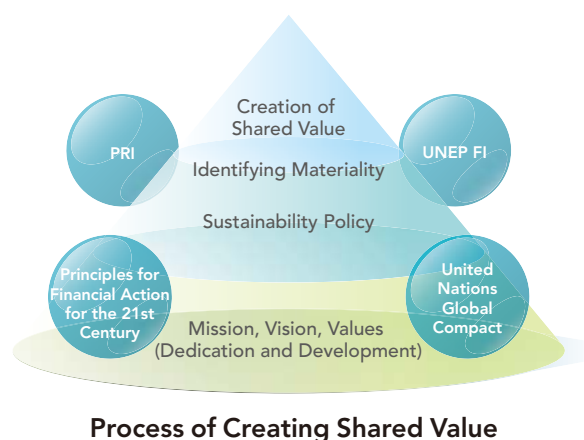 Creation of
Shared Value
PRI
UNEP FI
Identifying Materiality
Sustainability Policy
Principles for
Financial Action
for the 21st
Century
United
Nations
Global
Compact
Mission, Vision, Values
(Dedication and Development)
Process of Creating Shared Value